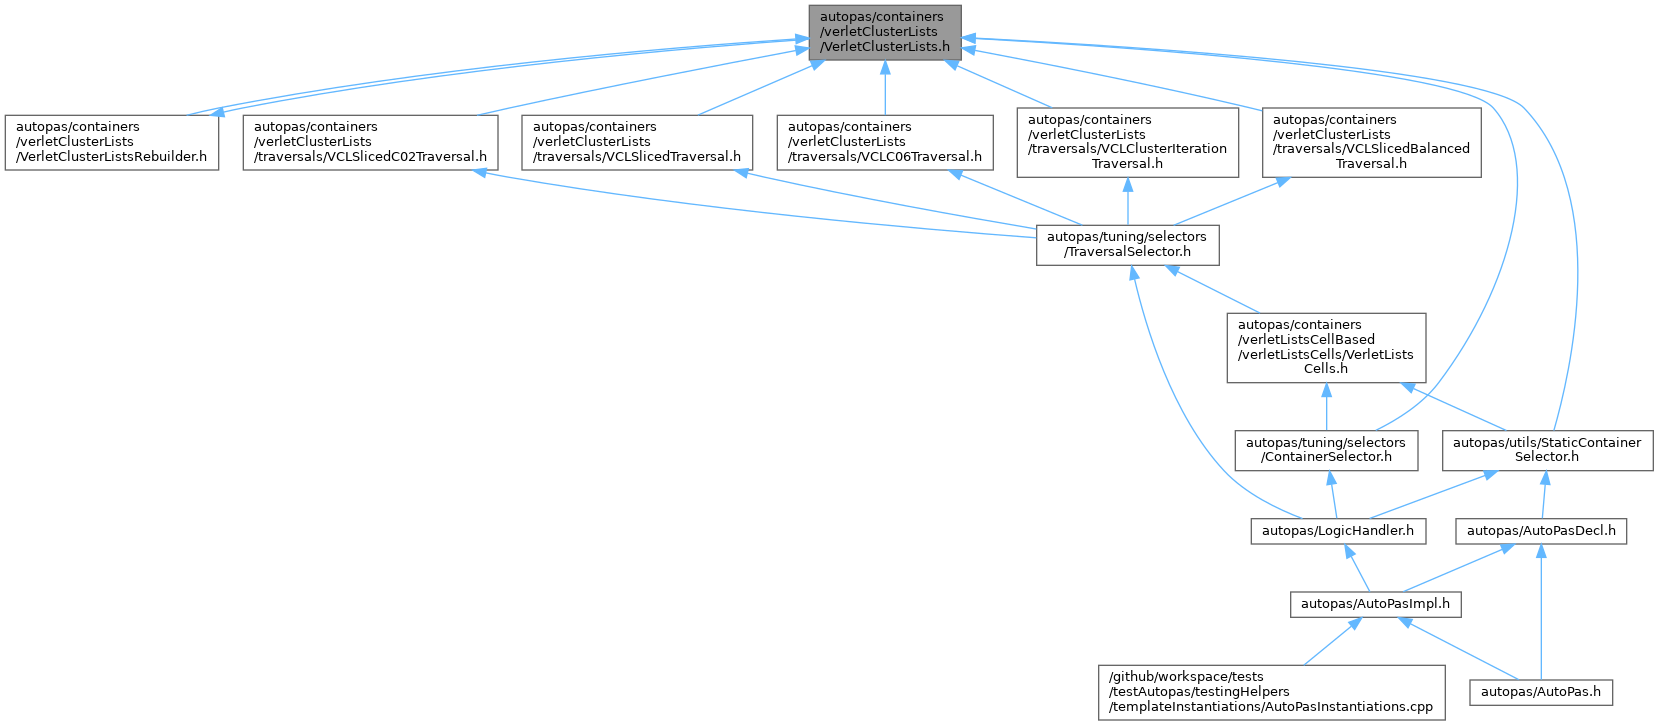 autopas/containers
/verletClusterLists
/VerletClusterLists.h
autopas/containers
/verletClusterLists
/VerletClusterListsRebuilder.h
autopas/containers
/verletClusterLists
/traversals/VCLSlicedC02Traversal.h
autopas/containers
/verletClusterLists
/traversals/VCLSlicedTraversal.h
autopas/containers
/verletClusterLists
/traversals/VCLC06Traversal.h
autopas/containers
/verletClusterLists
/traversals/VCLClusterIteration
Traversal.h
autopas/containers
/verletClusterLists
/traversals/VCLSlicedBalanced
Traversal.h
autopas/tuning/selectors
/TraversalSelector.h
autopas/containers
/verletListsCellBased
/verletListsCells/VerletLists
Cells.h
autopas/tuning/selectors
/ContainerSelector.h
autopas/utils/StaticContainer
Selector.h
autopas/LogicHandler.h
autopas/AutoPasDecl.h
autopas/AutoPasImpl.h
/github/workspace/tests
/testAutopas/testingHelpers
/templateInstantiations/AutoPasInstantiations.cpp
autopas/AutoPas.h